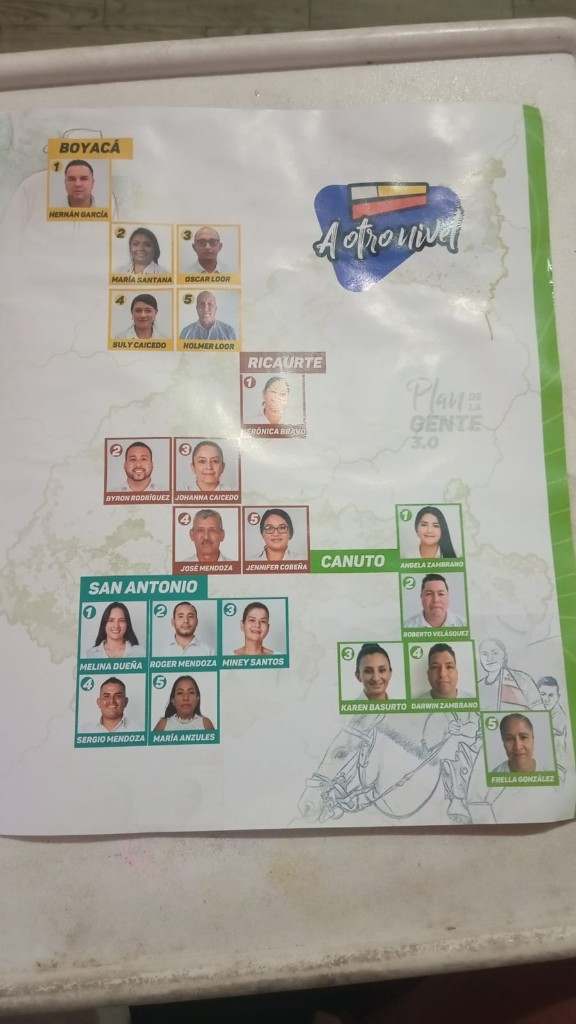 BOYACÁ
1
HERNÁN GARCÍA
A otro nivel
2
MARÍA SANTANA
3
OSCAR LOOR
4
SULY CAICEDO
5
HOLMER LOOR
RICAURTE
1
VERÓNICA BRAVO
Plan DE LA
GENTE
3.0
2
BYRON RODRÍGUEZ
3
JOHANNA CAICEDO
4
JOSÉ MENDOZA
5
JENNIFER COBEÑA
CANUTO
1
ANGELA ZAMBRANO
2
ROBERTO VELÁSQUEZ
3
KAREN BASURTO
4
DARWIN ZAMBRANO
5
FRELLA GONZÁLEZ
SAN ANTONIO
1
MELINA DUEÑA
2
ROGER MENDOZA
3
MINEY SANTOS
4
SERGIO MENDOZA
5
MARÍA ANZULES